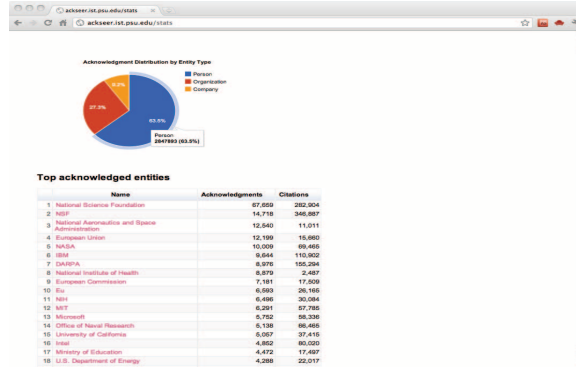 ackseer.ist.psu.edu/stats
ackseer.ist.psu.edu/stats
Acknowledgment Distribution by Entity Type
Person
Organization
Company
27.3%
63.5%
Person
2847893 (63.5%)
Top acknowledged entities
Name Acknowledgments Citations
1 National Science Foundation 67,659 282,904
2 NSF 14,718 346,887
3 National Aeronautics and Space Administration 12,540 11,011
4 European Union 12,199 15,660
5 NASA 10,009 69,465
6 IBM 9,644 110,902
7 DARPA 8,976 155,294
8 National Institute of Health 8,879 2,487
9 European Commission 7,181 17,509
10 Eu 6,593 26,165
11 NIH 6,496 30,084
12 MIT 6,291 57,785
13 Microsoft 5,752 58,336
14 Office of Naval Research 5,138 66,465
15 University of California 5,057 37,415
16 Intel 4,852 80,020
17 Ministry of Education 4,472 17,497
18 U.S. Department of Energy 4,288 22,017